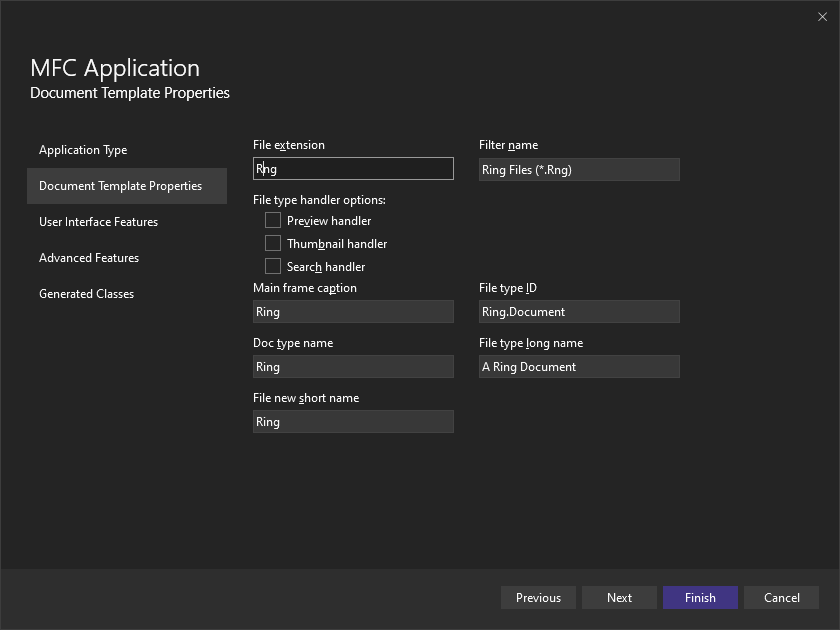 MFC Application
Document Template Properties
Application Type
Document Template Properties
User Interface Features
Advanced Features
Generated Classes
File extension
Rng
Filter name
Ring Files (*.Rng)
File type handler options:
Preview handler
Thumbnail handler
Search handler
Main frame caption
Ring
File type ID
Ring.Document
Doc type name
Ring
File type long name
A Ring Document
File new short name
Ring
Previous
Next
Finish
Cancel